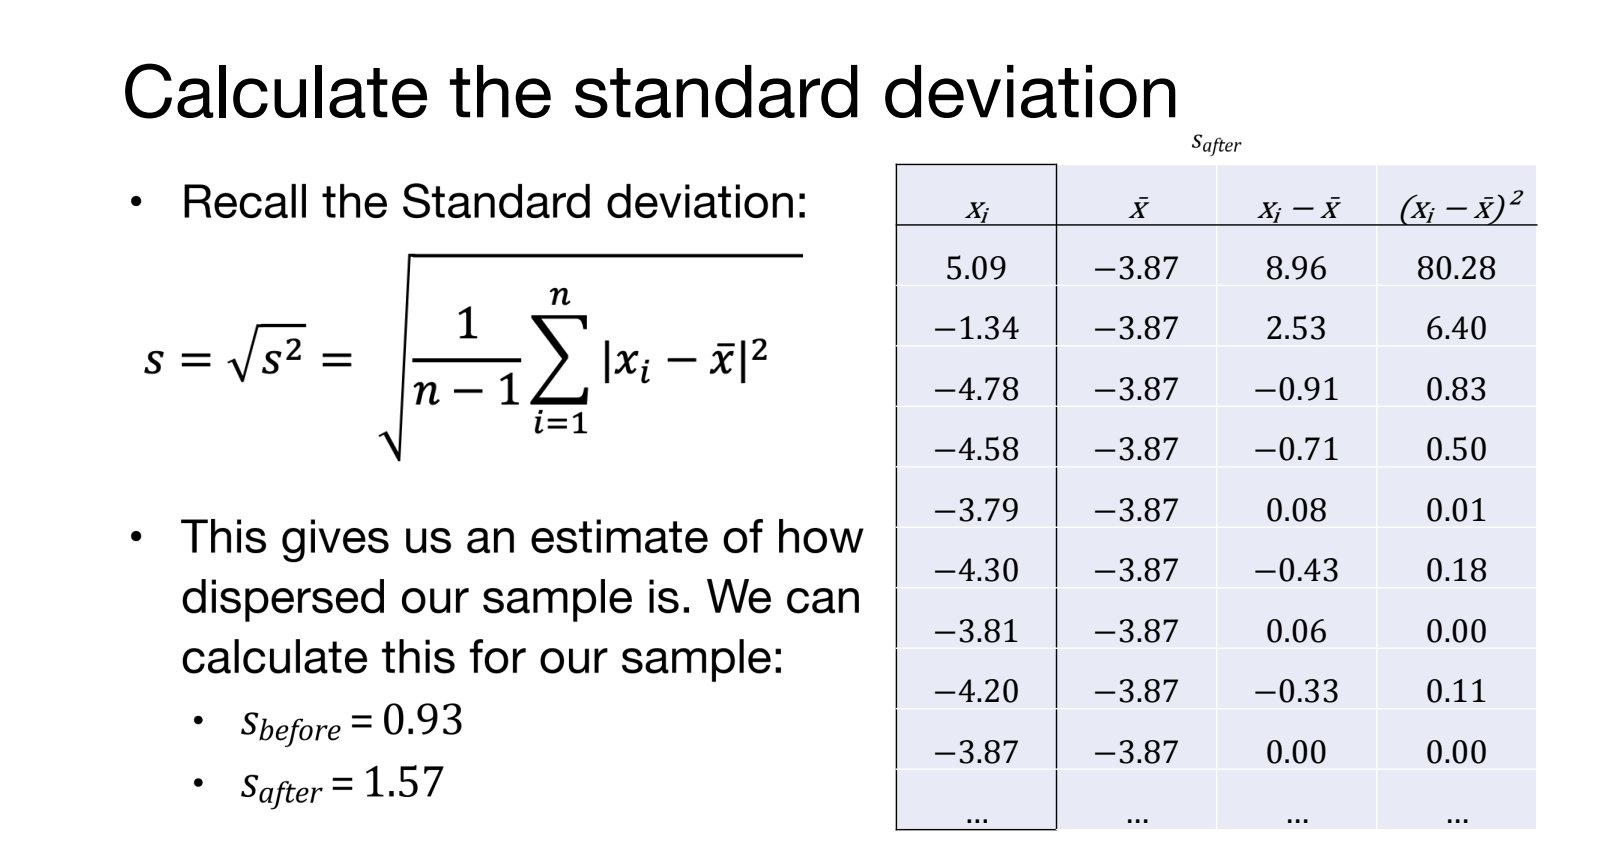 Calculate the standard deviation
• Recall the Standard deviation:
s = √s² = √(1/(n − 1) ∑ⁿᵢ₌₁ |xᵢ − x̄|²)
• This gives us an estimate of how
dispersed our sample is. We can
calculate this for our sample:
• s_before = 0.93
• s_after = 1.57
s_after
xᵢ x̄ xᵢ − x̄ (xᵢ − x̄)²
5.09 −3.87 8.96 80.28
−1.34 −3.87 2.53 6.40
−4.78 −3.87 −0.91 0.83
−4.58 −3.87 −0.71 0.50
−3.79 −3.87 0.08 0.01
−4.30 −3.87 −0.43 0.18
−3.81 −3.87 0.06 0.00
−4.20 −3.87 −0.33 0.11
−3.87 −3.87 0.00 0.00
... ... ... ...